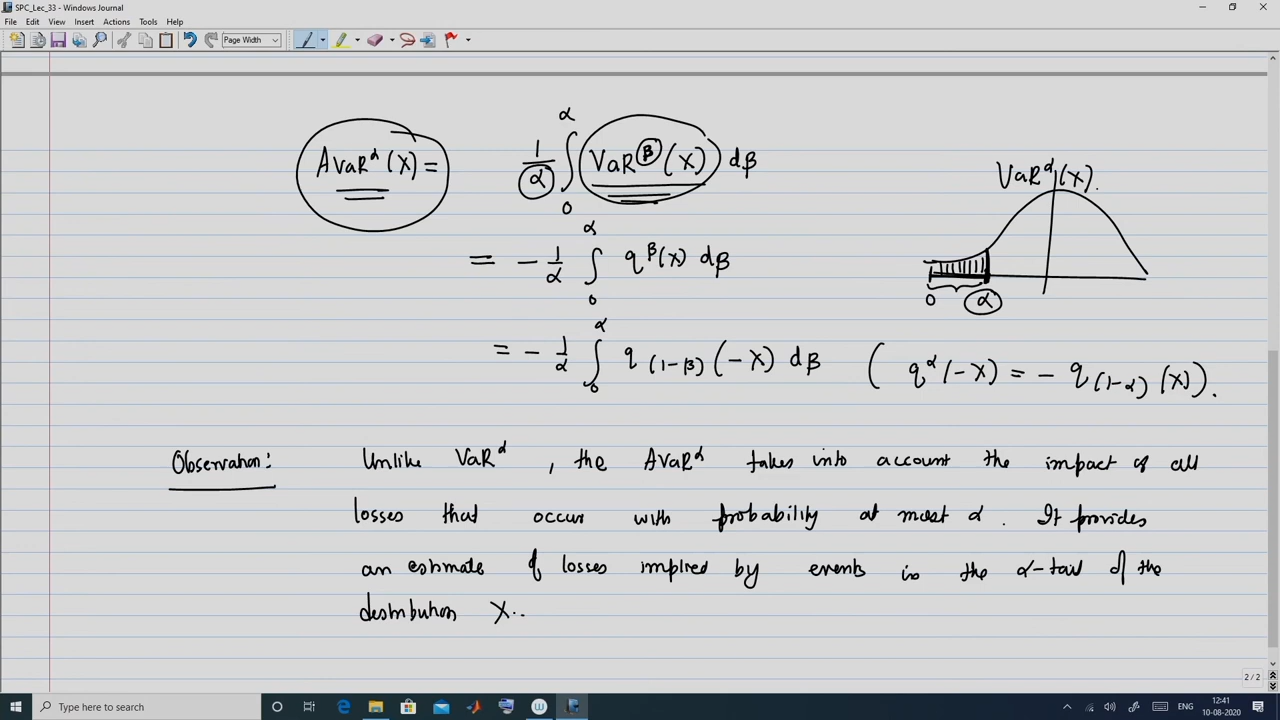 SPC_Lec_33 - Windows Journal
File Edit View Insert Actions Tools Help
Page Width
AVaR^α (X) = 1/α ∫_0^α VaR^β (X) dβ
VaR^α (X).
= - 1/α ∫_0^α q^β (X) dβ
0 α
= - 1/α ∫_0^α q_(1-β) (-X) dβ ( q^α (-X) = - q_(1-α) (X)).
Observation: Unlike VaR^α , the AVaR^α takes into account the impact of all
losses that occur with probability at most α . It provides
an estimate of losses implied by events in the α-tail of the
distribution X..
2 / 2
Type here to search
12:41
ENG
10-08-2020